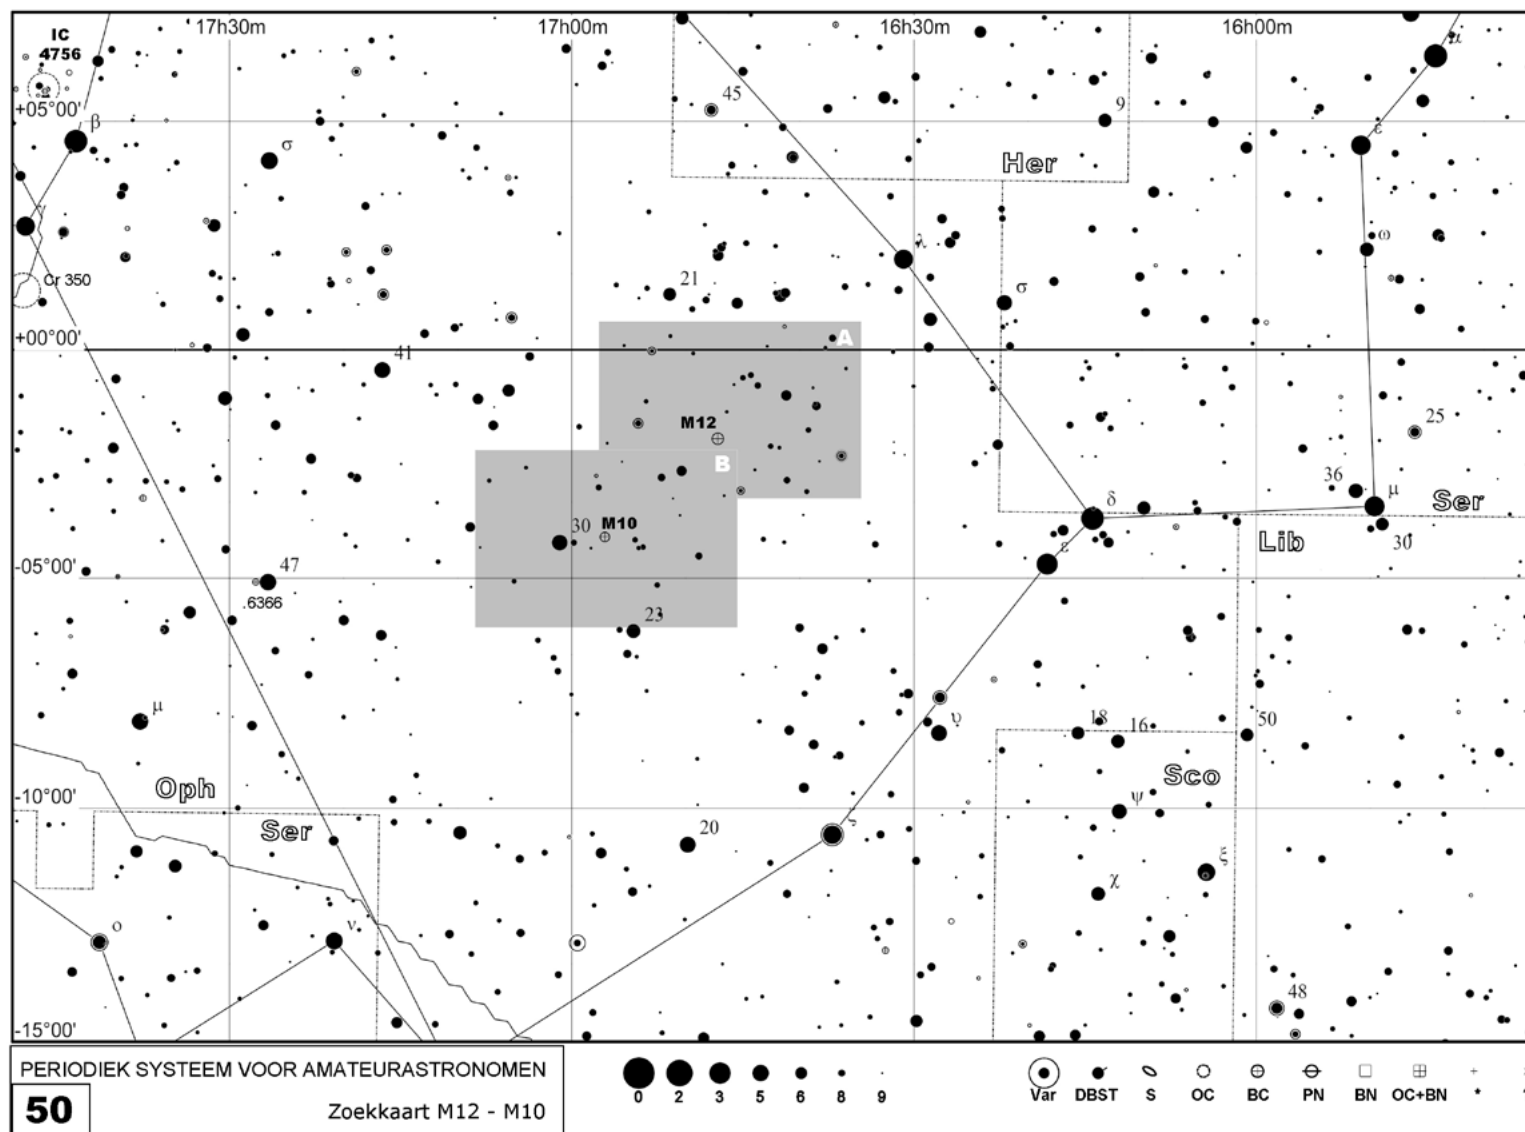 17h30m 17h00m 16h30m 16h00m
IC
4756
μ
+05°00'
45
9
ε
β
σ
Her
γ
λ
ω
Cr 350
21
σ
+00°00'
A
41
M12
25
B
36
μ
Ser
δ
30 M10
Lib
30
ε
-05°00'
47
.6366
23
μ
υ
18
16
50
Oph
Sco
ψ
-10°00'
Ser
20
ζ
ξ
χ
ο
ν
48
-15°00'
PERIODIEK SYSTEEM VOOR AMATEURASTRONOMEN
50
Zoekkaart M12 - M10
0 2 3 5 6 8 9
Var DBST S OC BC PN BN OC+BN *